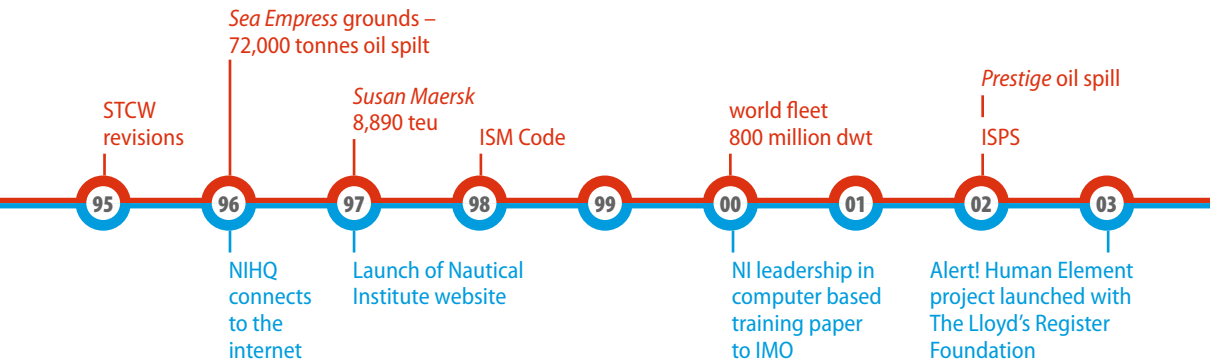 Sea Empress grounds –
72,000 tonnes oil spilt
STCW
revisions
Susan Maersk
8,890 teu
ISM Code
world fleet
800 million dwt
Prestige oil spill
ISPS
95
96
97
98
99
00
01
02
03
NIHQ
connects
to the
internet
Launch of Nautical
Institute website
NI leadership in
computer based
training paper
to IMO
Alert! Human Element
project launched with
The Lloyd’s Register
Foundation